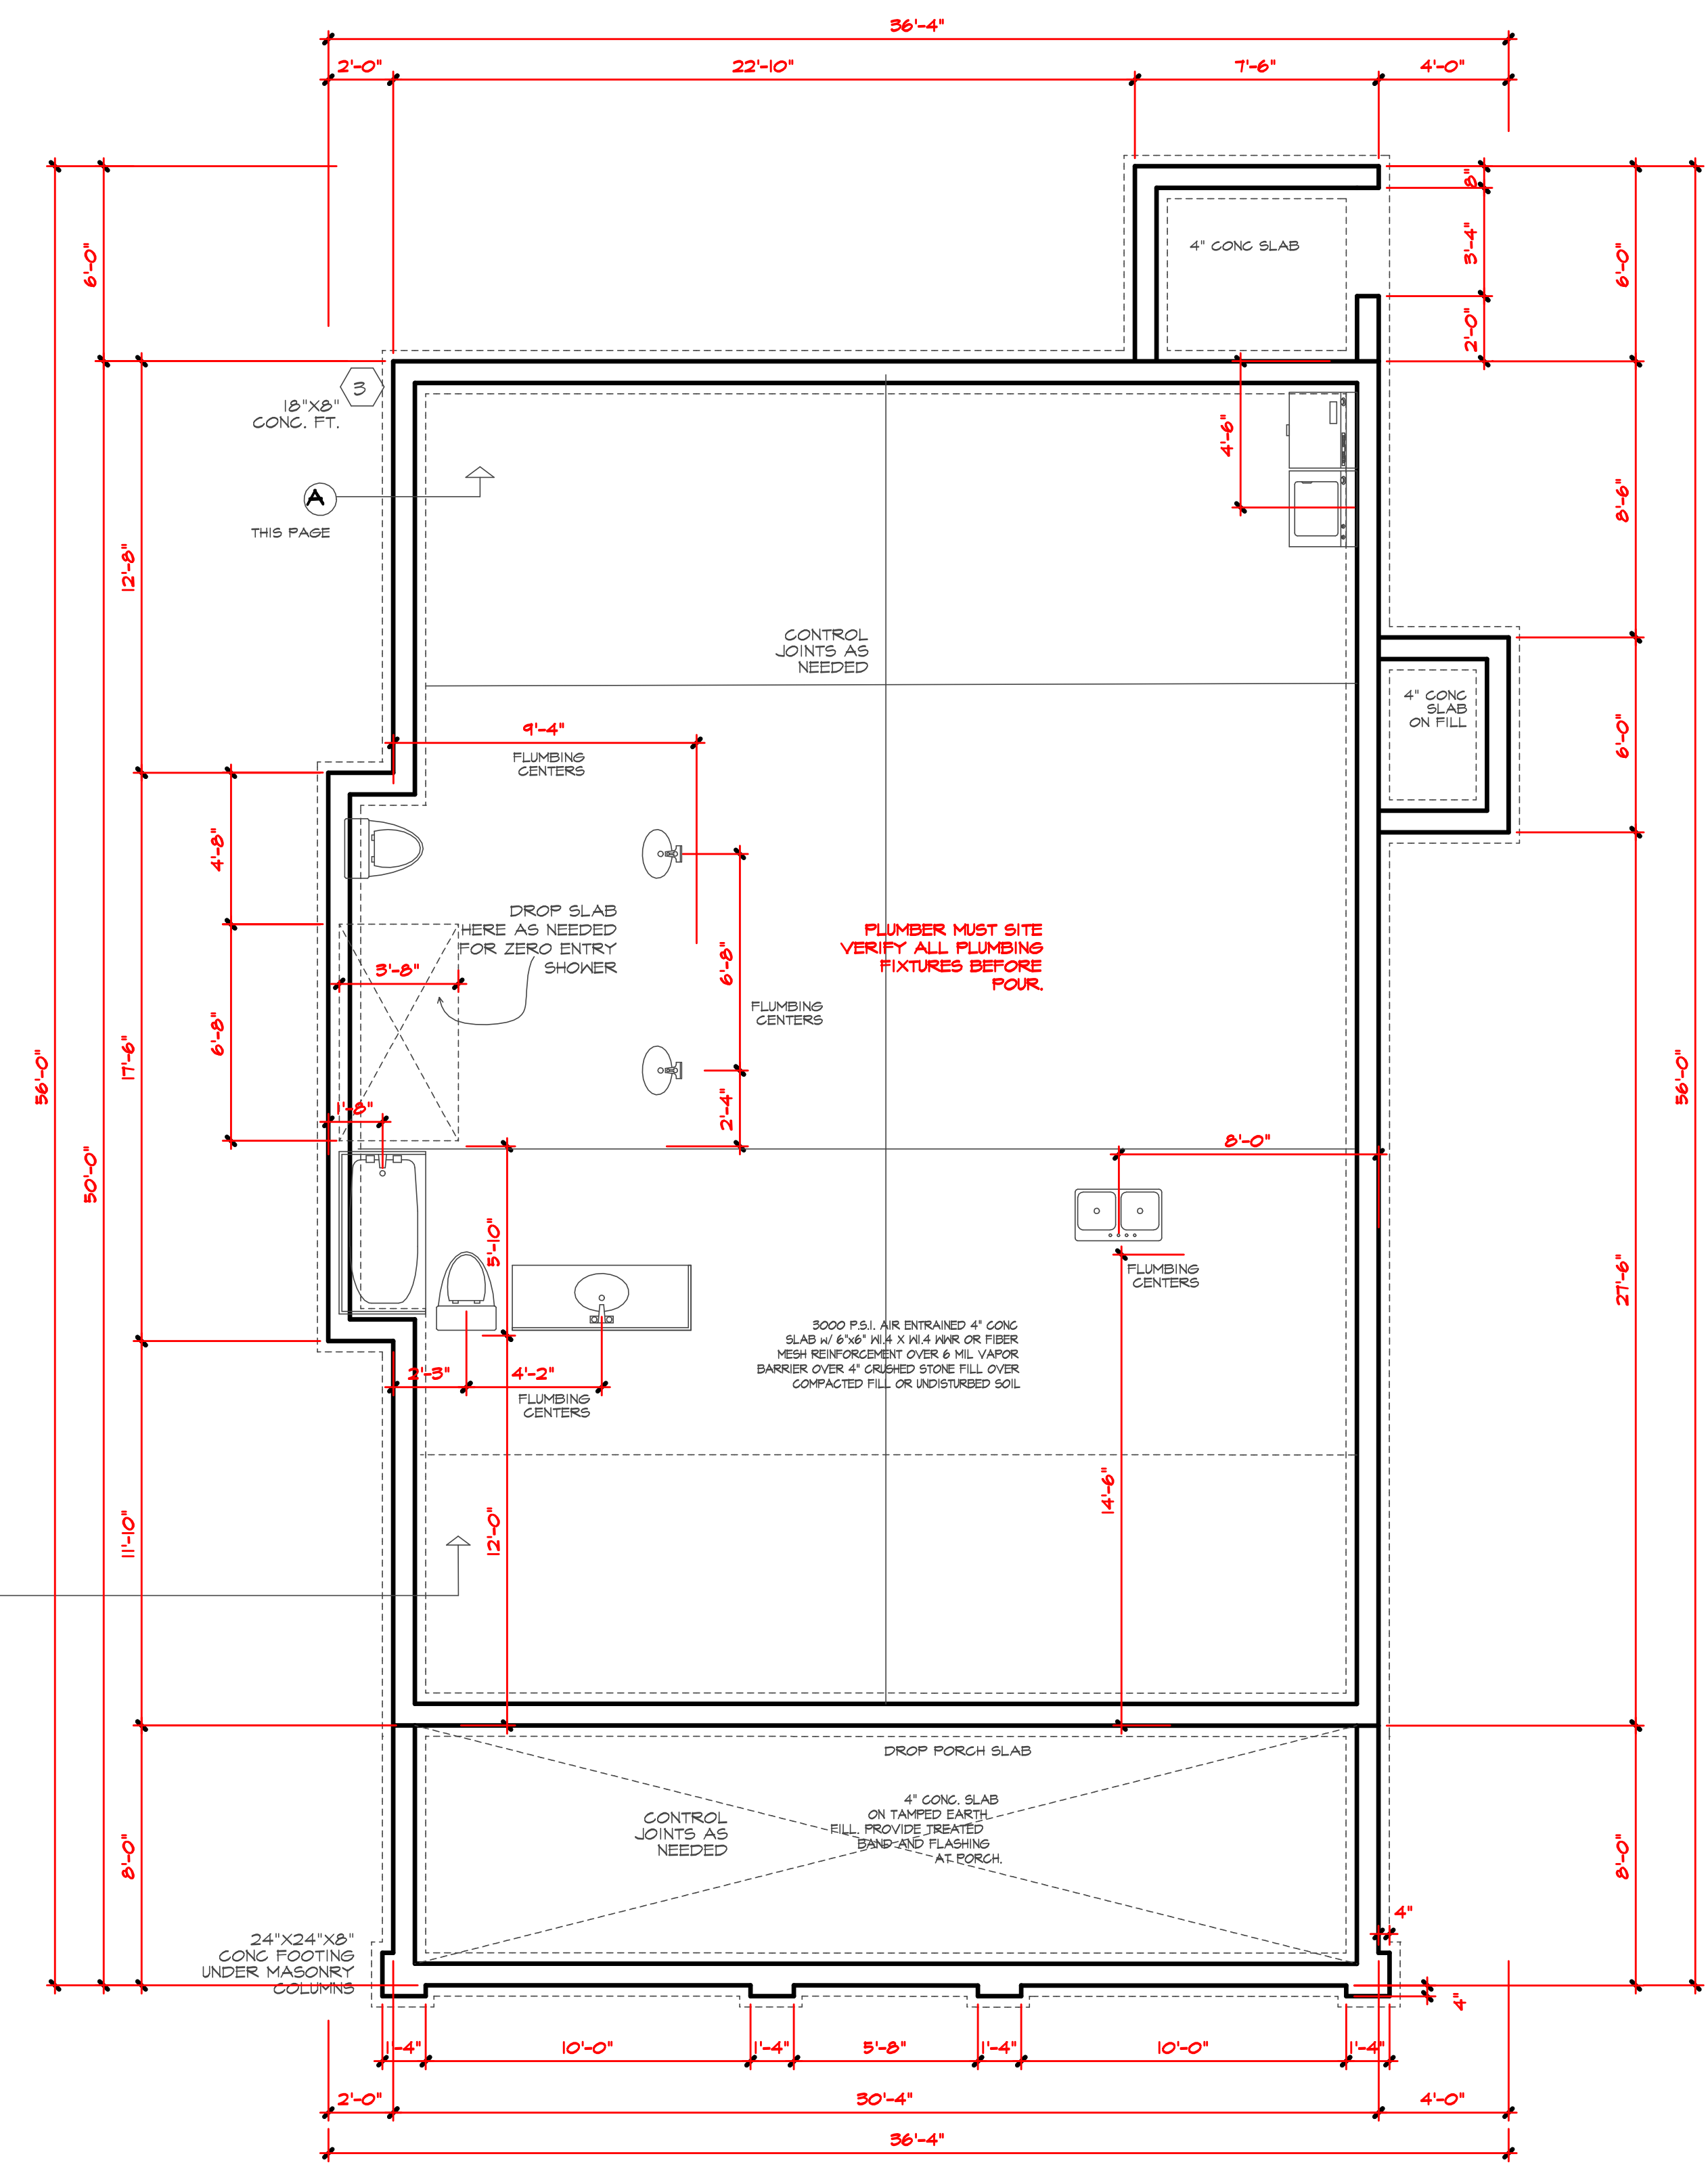 36'-4"
2'-0"
22'-10"
7'-6"
4'-0"
8"
3'-4"
2'-0"
6'-0"
6'-0"
4" CONC SLAB
3
18"X8"
CONC. FT.
A
THIS PAGE
4'-6"
8'-6"
12'-8"
CONTROL
JOINTS AS
NEEDED
4" CONC
SLAB
ON FILL
6'-0"
9'-4"
FLUMBING
CENTERS
4'-8"
DROP SLAB
HERE AS NEEDED
FOR ZERO ENTRY
SHOWER
PLUMBER MUST SITE
VERIFY ALL PLUMBING
FIXTURES BEFORE
POUR.
3'-8"
6'-8"
6'-8"
FLUMBING
CENTERS
56'-0"
50'-0"
17'-6"
56'-0"
1'-8"
2'-4"
8'-0"
5'-10"
FLUMBING
CENTERS
27'-6"
3000 P.S.I. AIR ENTRAINED 4" CONC
SLAB W/ 6"x6" W1.4 X W1.4 WWR OR FIBER
MESH REINFORCEMENT OVER 6 MIL VAPOR
BARRIER OVER 4" CRUSHED STONE FILL OVER
COMPACTED FILL OR UNDISTURBED SOIL
2'-3"
4'-2"
FLUMBING
CENTERS
14'-6"
12'-0"
11'-10"
DROP PORCH SLAB
4" CONC. SLAB
ON TAMPED EARTH
FILL. PROVIDE TREATED
BAND AND FLASHING
AT PORCH.
CONTROL
JOINTS AS
NEEDED
8'-0"
8'-0"
4"
24"X24"X8"
CONC FOOTING
UNDER MASONRY
COLUMNS
4"
1'-4"
10'-0"
1'-4"
5'-8"
1'-4"
10'-0"
1'-4"
2'-0"
30'-4"
4'-0"
36'-4"